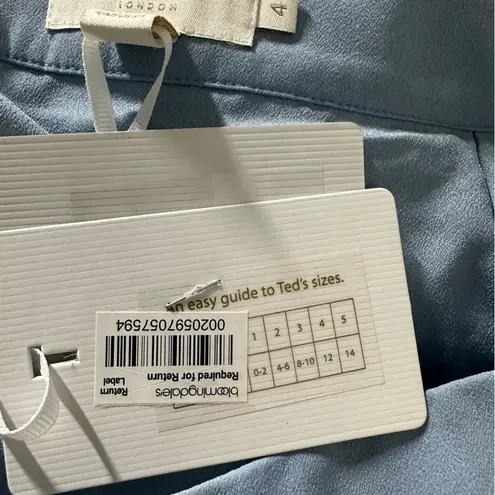 LONDON
4
an easy guide to Ted's sizes.
1 2 3 4 5
0-2 4-6 8-10 12 14
bloomingdales
Required for Return
Return
Label
0020597057594